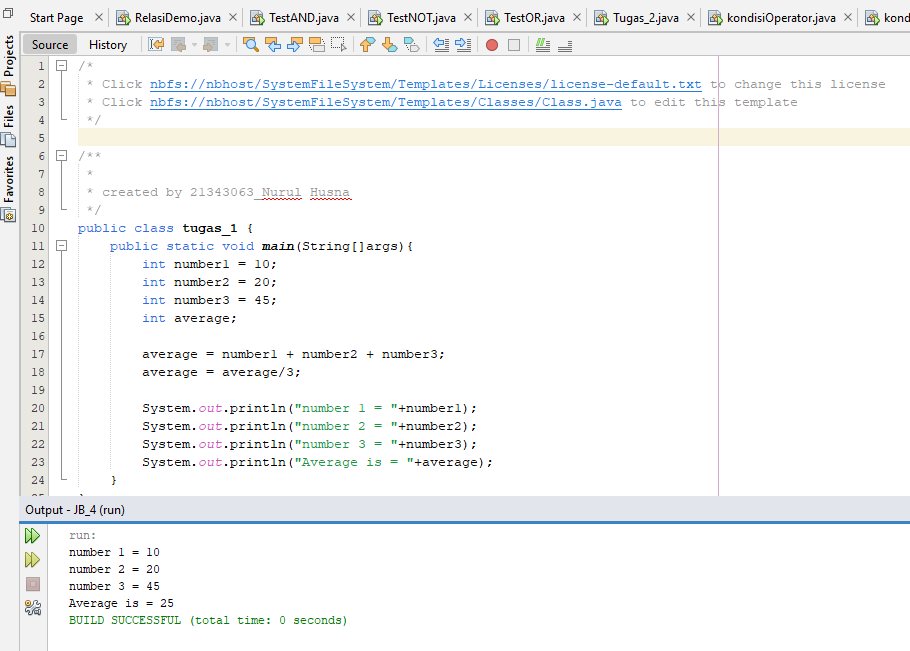 Start Page RelasiDemo.java TestAND.java TestNOT.java TestOR.java Tugas_2.java kondisiOperator.java kond
Source History
Projects
Files
Favorites
1 /*
2 * Click nbfs://nbhost/SystemFileSystem/Templates/Licenses/license-default.txt to change this license
3 * Click nbfs://nbhost/SystemFileSystem/Templates/Classes/Class.java to edit this template
4 */
5
6 /**
7 *
8 * created by 21343063_Nurul Husna
9 */
10 public class tugas_1 {
11 public static void main(String[]args){
12 int number1 = 10;
13 int number2 = 20;
14 int number3 = 45;
15 int average;
16
17 average = number1 + number2 + number3;
18 average = average/3;
19
20 System.out.println("number 1 = "+number1);
21 System.out.println("number 2 = "+number2);
22 System.out.println("number 3 = "+number3);
23 System.out.println("Average is = "+average);
24 }
Output - JB_4 (run)
run:
number 1 = 10
number 2 = 20
number 3 = 45
Average is = 25
BUILD SUCCESSFUL (total time: 0 seconds)